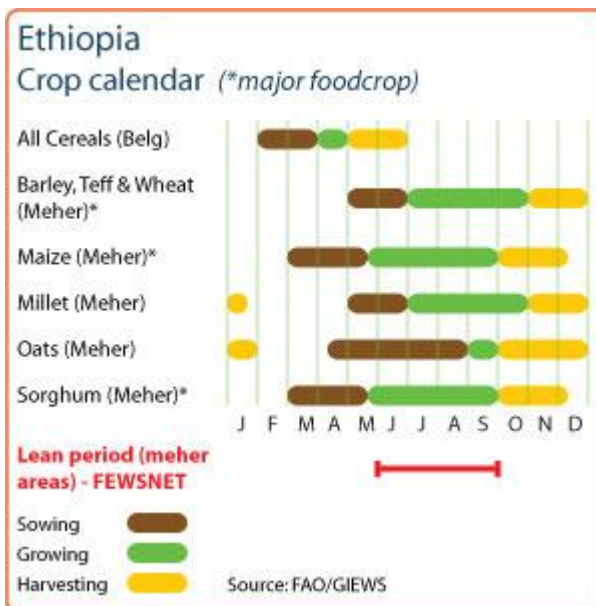 Ethiopia
Crop calendar (*major foodcrop)
All Cereals (Belg)
Barley, Teff & Wheat
(Meher)*
Maize (Meher)*
Millet (Meher)
Oats (Meher)
Sorghum (Meher)*
J F M A M J J A S O N D
Lean period (meher
areas) - FEWSNET
Sowing
Growing
Harvesting
Source: FAO/GIEWS